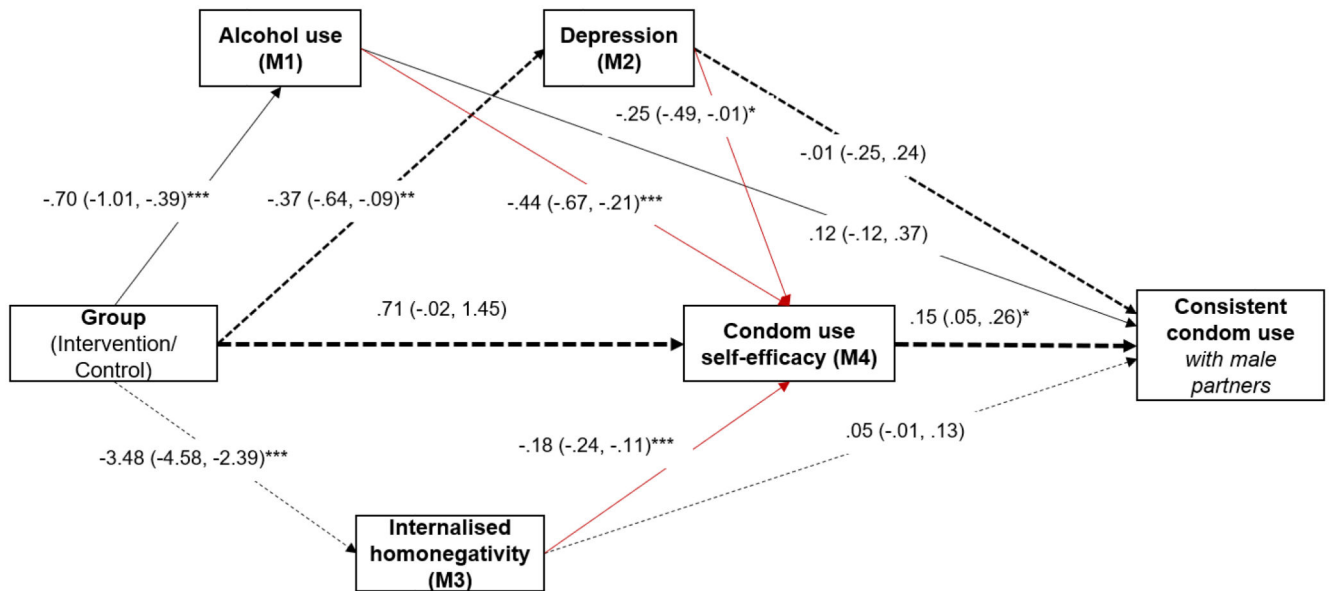 Alcohol use
(M1)
Depression
(M2)
-.25 (-.49, -.01)*
-.01 (-.25, .24)
-.70 (-1.01, -.39)***
-.37 (-.64, -.09)**
-.44 (-.67, -.21)***
.12 (-.12, .37)
Group
(Intervention/
Control)
.71 (-.02, 1.45)
Condom use
self-efficacy (M4)
.15 (.05, .26)*
Consistent
condom use
with male
partners
-3.48 (-4.58, -2.39)***
-.18 (-.24, -.11)***
.05 (-.01, .13)
Internalised
homonegativity
(M3)